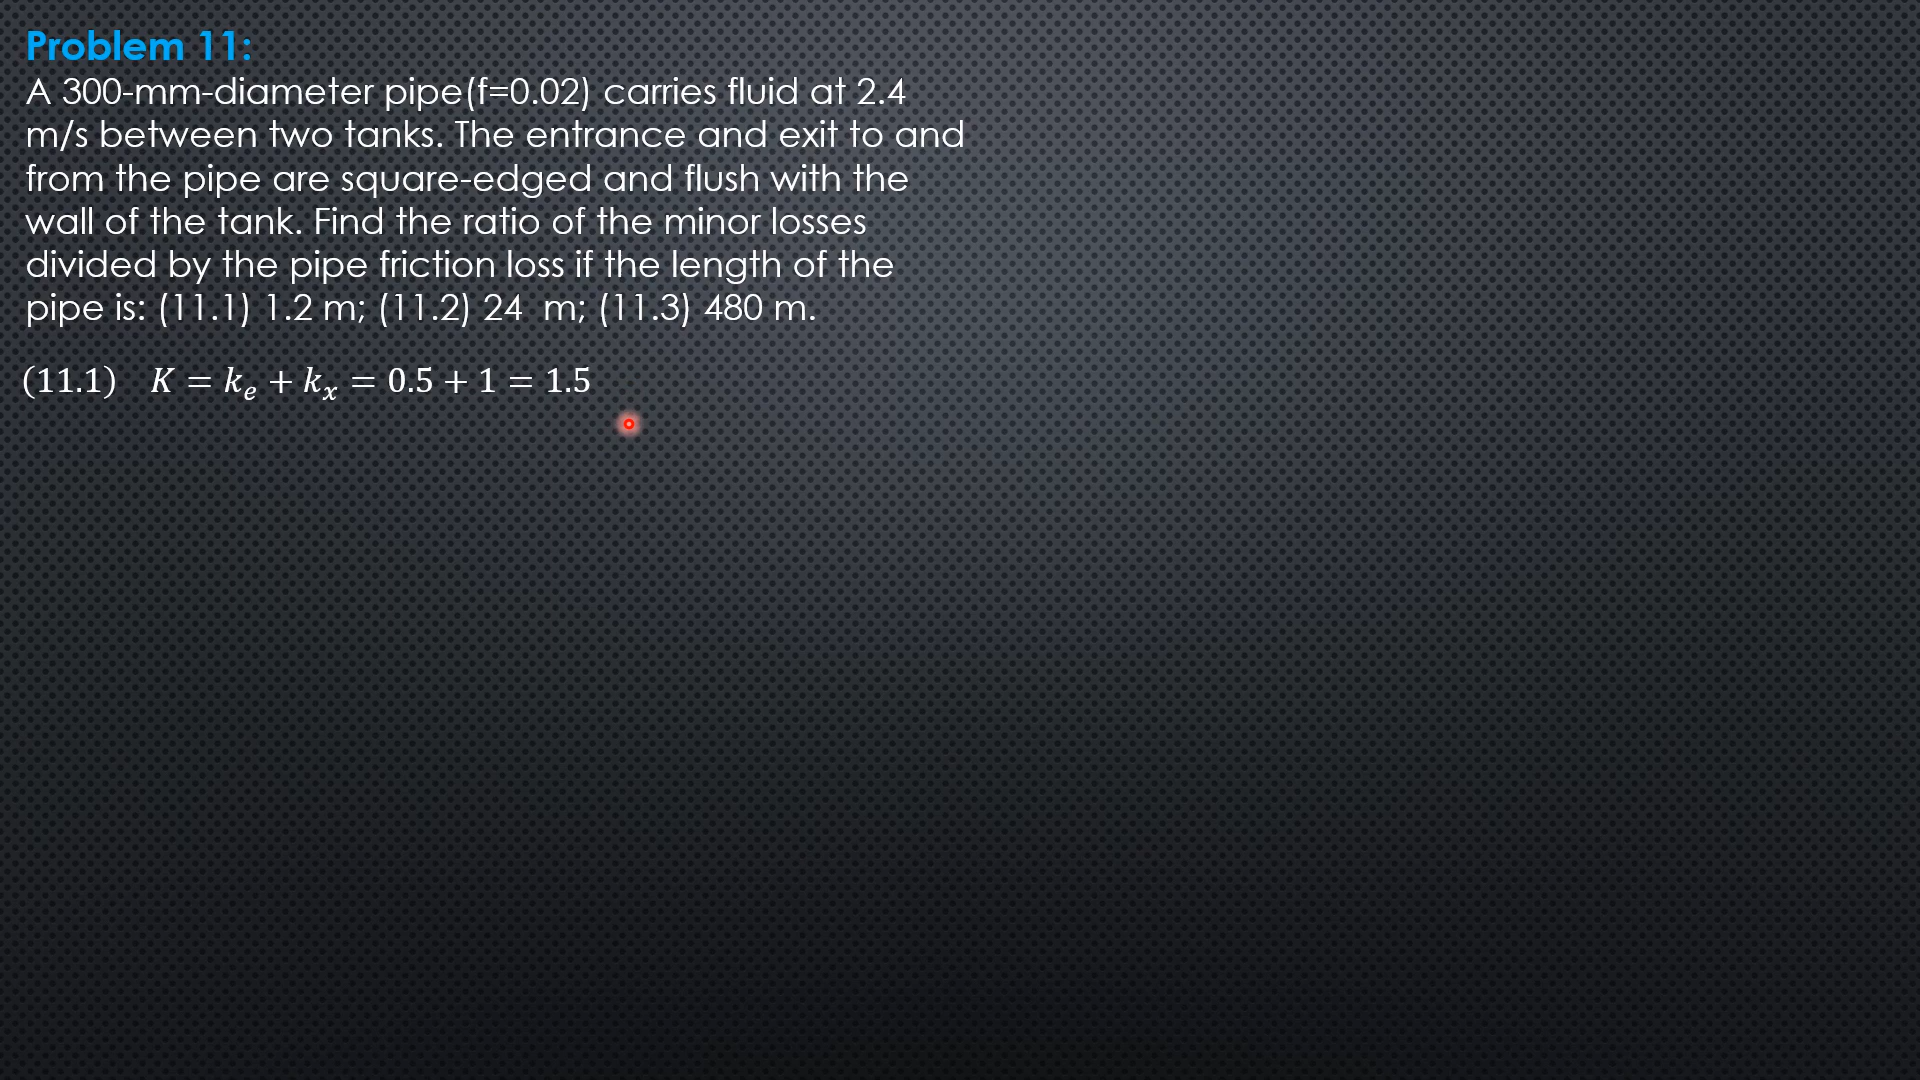 Problem 11:
A 300-mm-diameter pipe(f=0.02) carries fluid at 2.4
m/s between two tanks. The entrance and exit to and
from the pipe are square-edged and flush with the
wall of the tank. Find the ratio of the minor losses
divided by the pipe friction loss if the length of the
pipe is: (11.1) 1.2 m; (11.2) 24  m; (11.3) 480 m.
(11.1)   K = kₑ + kₓ = 0.5 + 1 = 1.5